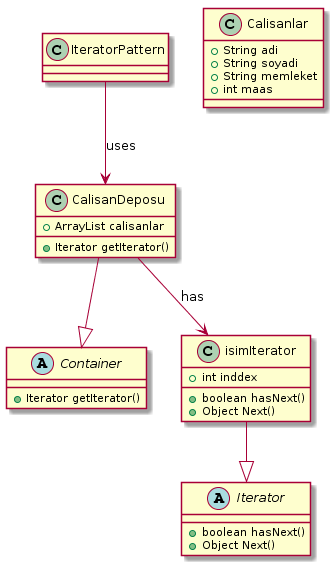 C IteratorPattern
C Calisanlar
String adi
String soyadi
String memleket
int maas
uses
C CalisanDeposu
ArrayList calisanlar
Iterator getIterator()
has
A Container
Iterator getIterator()
C isimIterator
int inddex
boolean hasNext()
Object Next()
A Iterator
boolean hasNext()
Object Next()